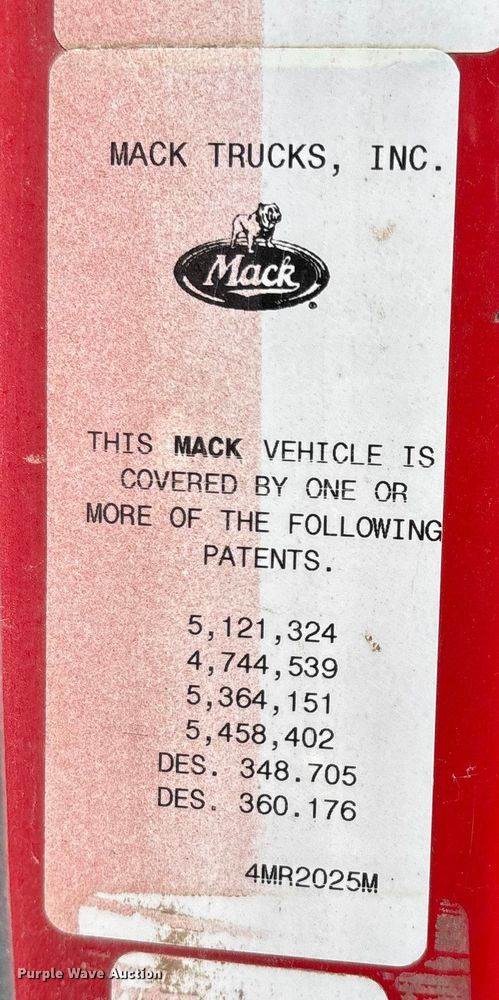 MACK TRUCKS, INC.
Mack
THIS MACK VEHICLE IS
COVERED BY ONE OR
MORE OF THE FOLLOWING
PATENTS.
5,121,324
4,744,539
5,364,151
5,458,402
DES. 348.705
DES. 360.176
4MR2025M
Purple Wave Auction